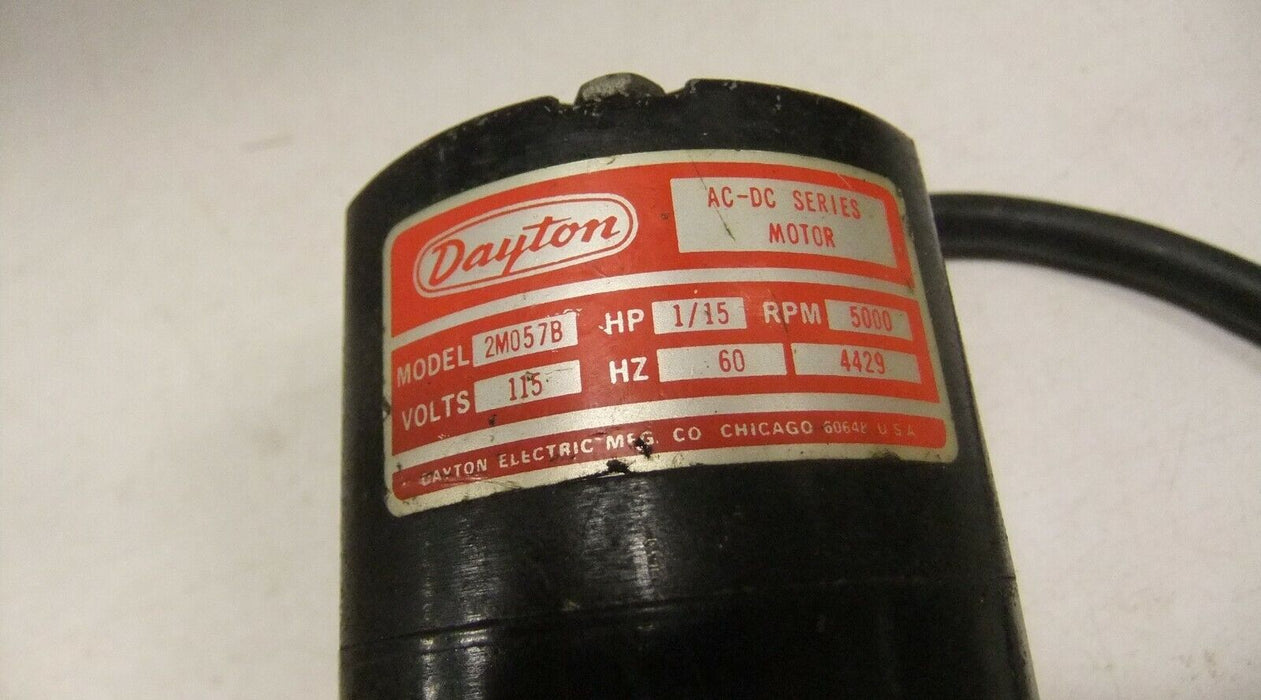 Dayton
AC-DC SERIES
MOTOR
MODEL 2M057B HP 1/15 RPM 5000
VOLTS 115 HZ 60 4429
DAYTON ELECTRIC MFG. CO CHICAGO 60648 U.S.A